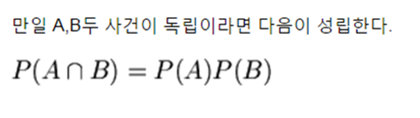 만일 A,B두 사건이 독립이라면 다음이 성립한다.
P(A ∩ B) = P(A)P(B)